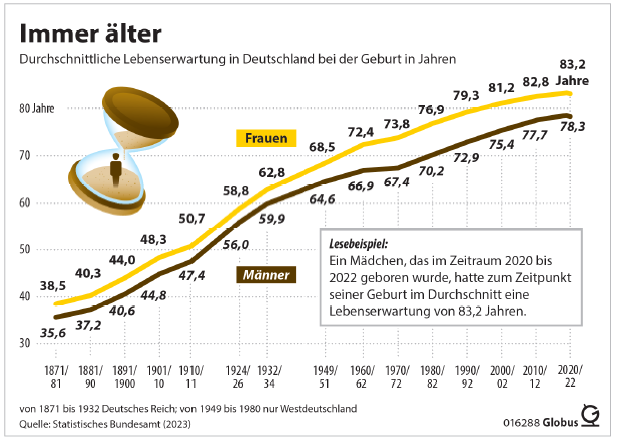 Immer älter
Durchschnittliche Lebenserwartung in Deutschland bei der Geburt in Jahren
83,2
Jahre
82,8
81,2
79,3
76,9
73,8
72,4
68,5
62,8
58,8
50,7
48,3
44,0
40,3
38,5
80 Jahre
70
60
50
40
30
Frauen
Männer
35,6
37,2
40,6
44,8
47,4
56,0
59,9
64,6
66,9
67,4
70,2
72,9
75,4
77,7
78,3
Lesebeispiel:
Ein Mädchen, das im Zeitraum 2020 bis
2022 geboren wurde, hatte zum Zeitpunkt
seiner Geburt im Durchschnitt eine
Lebenserwartung von 83,2 Jahren.
1871/ 1881/ 1891/ 1901/ 1910/ 1924/ 1932/ 1949/ 1960/ 1970/ 1980/ 1990/ 2000/ 2010/ 2020/
81 90 1900 10 11 26 34 51 62 72 82 92 02 12 22
von 1871 bis 1932 Deutsches Reich; von 1949 bis 1980 nur Westdeutschland
Quelle: Statistisches Bundesamt (2023)
016288 Globus